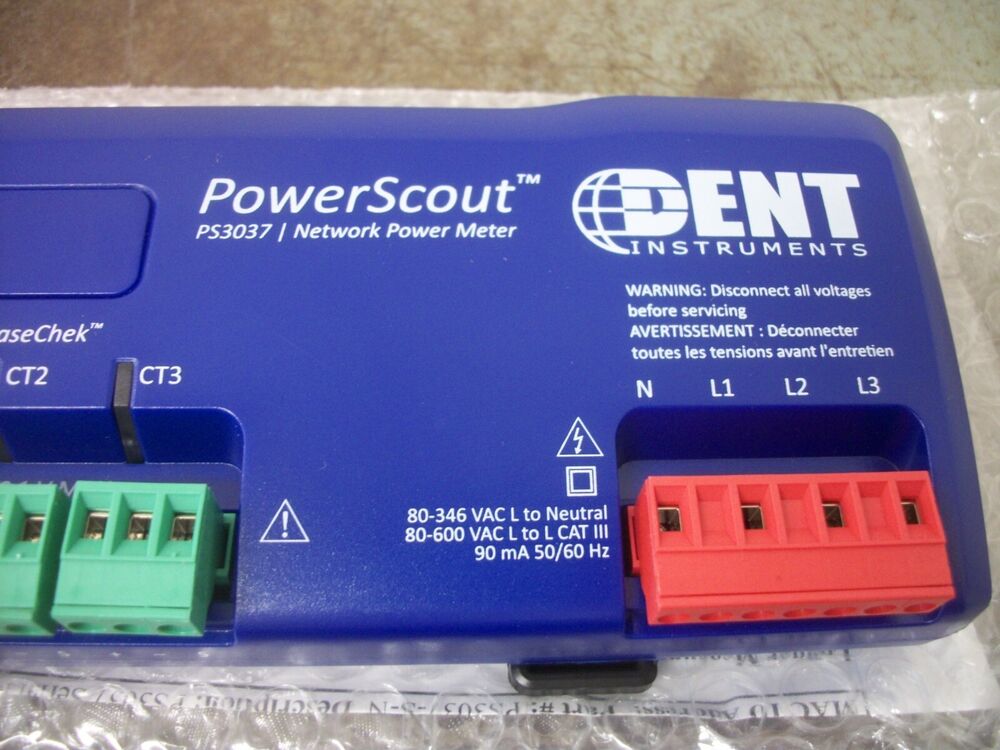 PowerScout™
PS3037 | Network Power Meter
DENT
INSTRUMENTS
WARNING: Disconnect all voltages
before servicing
AVERTISSEMENT : Déconnecter
toutes les tensions avant l'entretien
aseChek™
CT2
CT3
N L1 L2 L3
80-346 VAC L to Neutral
80-600 VAC L to L CAT III
90 mA 50/60 Hz